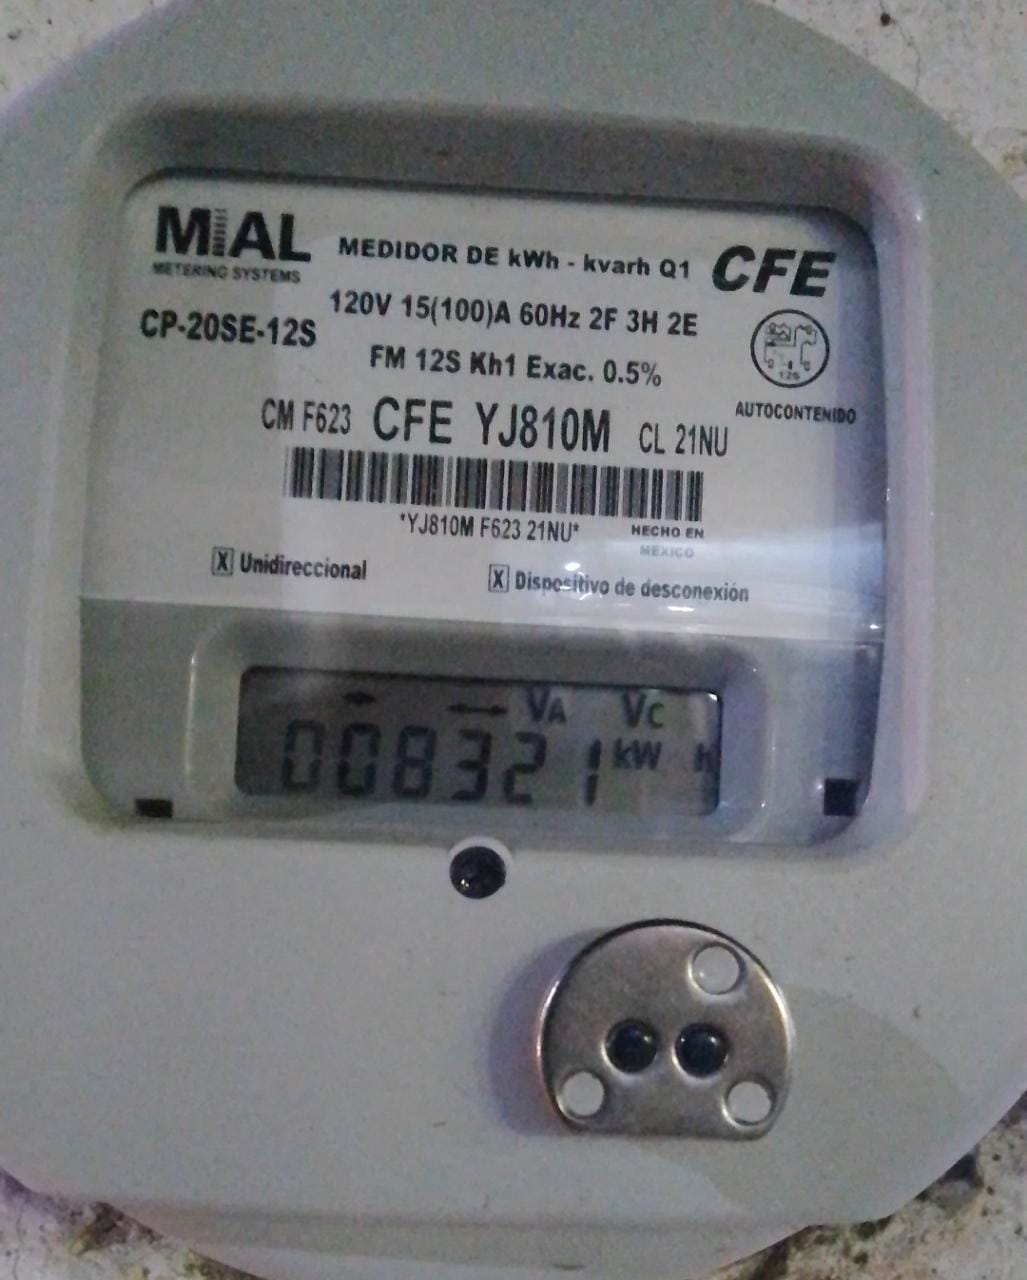 MIAL
METERING SYSTEMS
MEDIDOR DE kWh - kvarh Q1
CFE
CP-20SE-12S
120V 15(100)A 60Hz 2F 3H 2E
FM 12S Kh1 Exac. 0.5%
12S
AUTOCONTENIDO
CM F623 CFE YJ810M CL 21NU
*YJ810M F623 21NU*
HECHO EN
MEXICO
X Unidireccional
X Dispositivo de desconexión
VA VC
008321 kW h